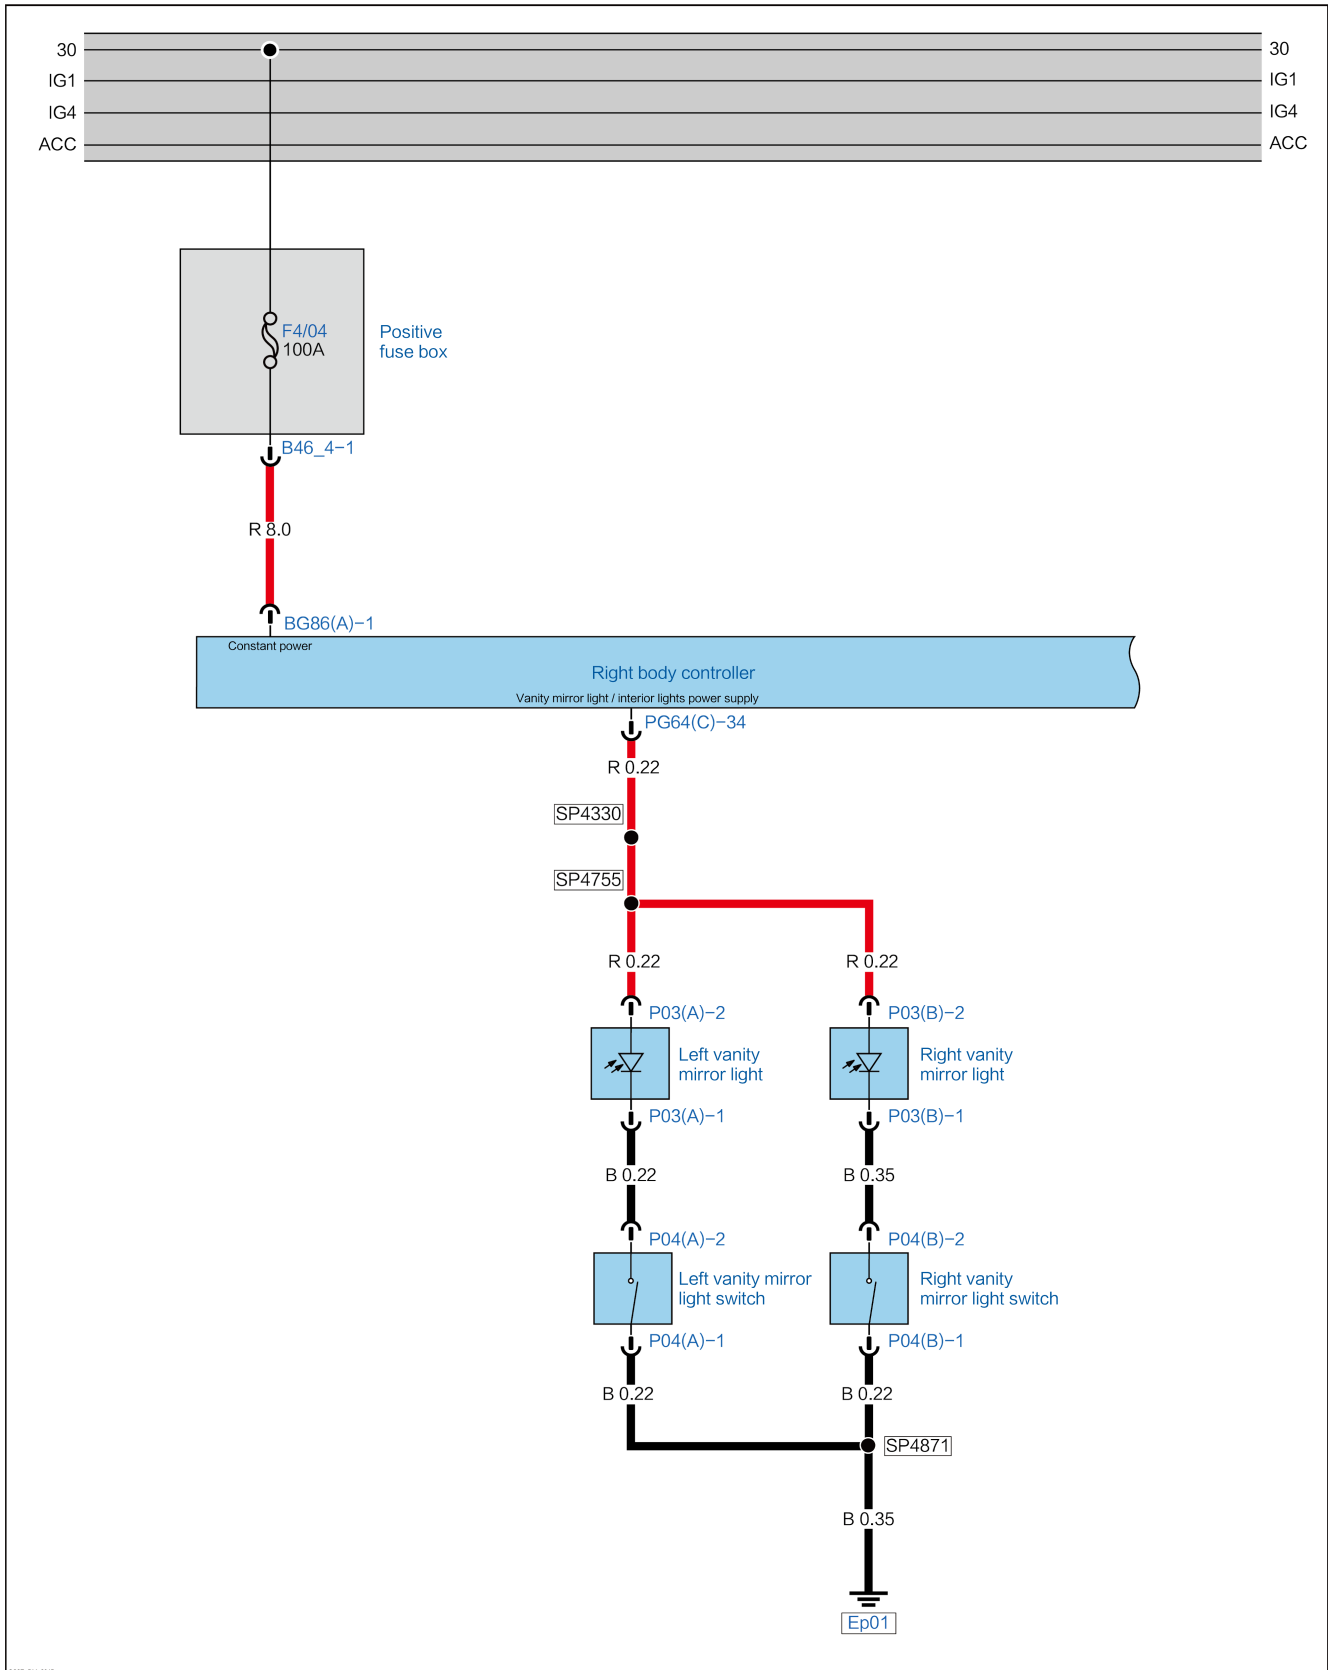 30
30
IG1
IG1
IG4
IG4
ACC
ACC
F4/04
100A
Positive
fuse box
B46_4-1
R 8.0
BG86(A)-1
Constant power
Right body controller
Vanity mirror light / interior lights power supply
PG64(C)-34
R 0.22
SP4330
SP4755
R 0.22
R 0.22
P03(A)-2
P03(B)-2
Left vanity
mirror light
Right vanity
mirror light
P03(A)-1
P03(B)-1
B 0.22
B 0.35
P04(A)-2
P04(B)-2
Left vanity mirror
light switch
Right vanity
mirror light switch
P04(A)-1
P04(B)-1
B 0.22
B 0.22
SP4871
B 0.35
Ep01